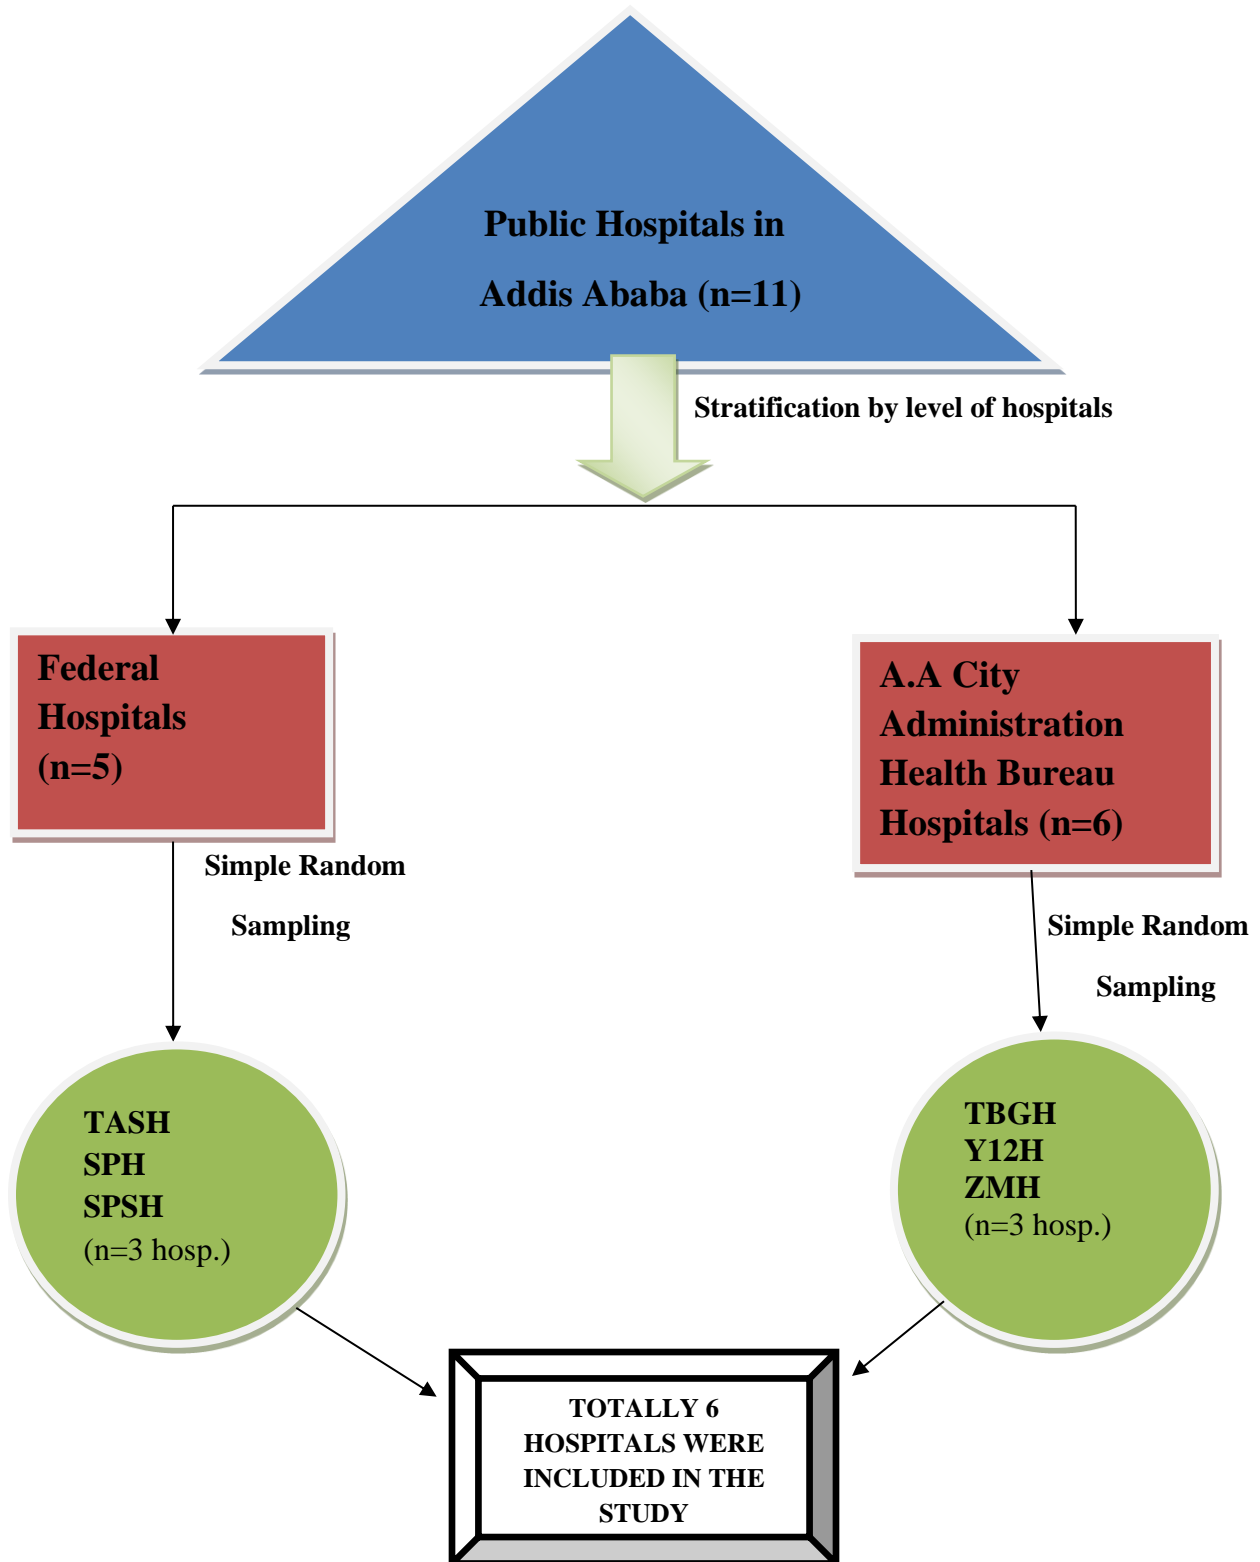 Public Hospitals in
Addis Ababa (n=11)
Stratification by level of hospitals
Federal
Hospitals
(n=5)
A.A City
Administration
Health Bureau
Hospitals (n=6)
Simple Random
Sampling
Simple Random
Sampling
TASH
SPH
SPSH
(n=3 hosp.)
TBGH
Y12H
ZMH
(n=3 hosp.)
TOTALLY 6
HOSPITALS WERE
INCLUDED IN THE
STUDY